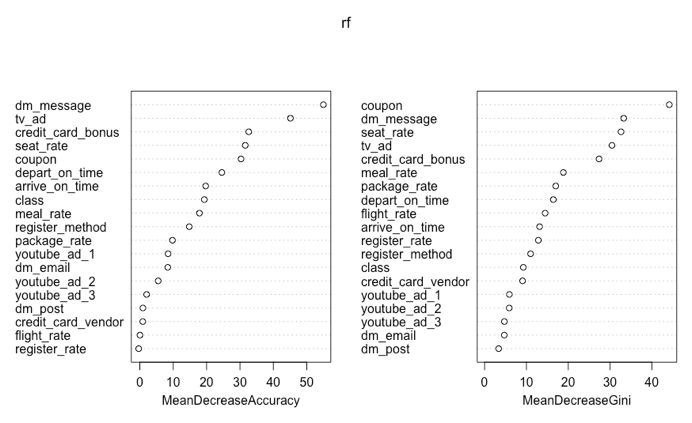 rf
dm_message
tv_ad
credit_card_bonus
seat_rate
coupon
depart_on_time
arrive_on_time
class
meal_rate
register_method
package_rate
youtube_ad_1
dm_email
youtube_ad_2
youtube_ad_3
dm_post
credit_card_vendor
flight_rate
register_rate
0 10 20 30 40 50
MeanDecreaseAccuracy
coupon
dm_message
seat_rate
tv_ad
credit_card_bonus
meal_rate
package_rate
depart_on_time
flight_rate
arrive_on_time
register_rate
register_method
class
credit_card_vendor
youtube_ad_1
youtube_ad_2
youtube_ad_3
dm_email
dm_post
0 10 20 30 40
MeanDecreaseGini